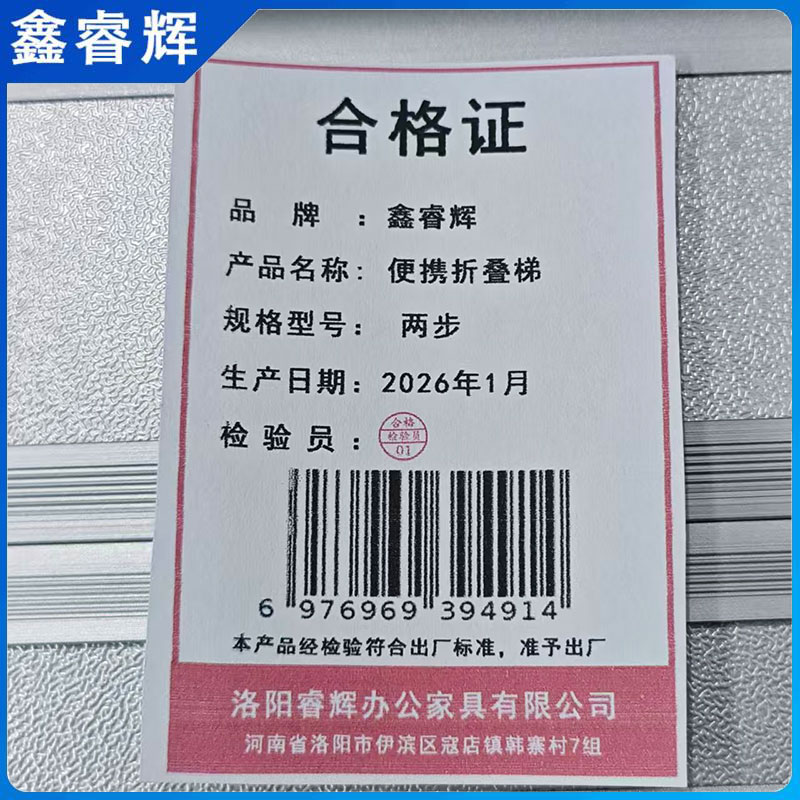 鑫睿辉
合格证
品 牌 ：鑫睿辉
产品名称: 便携折叠梯
规格型号： 两步
生产日期：2026年1月
检 验 员：
合格
检验员
01
6 976969 394914
本产品经检验符合出厂标准，准予出厂
洛阳睿辉办公家具有限公司
河南省洛阳市伊滨区寇店镇韩寨村7组